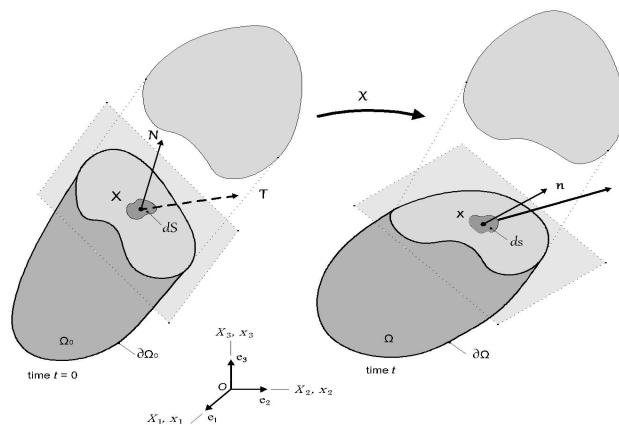 χ
N
X
T
dS
n
x
ds
Ω₀
∂Ω₀
time t = 0
Ω
∂Ω
time t
X₃, x₃
e₃
O
X₂, x₂
e₂
X₁, x₁
e₁